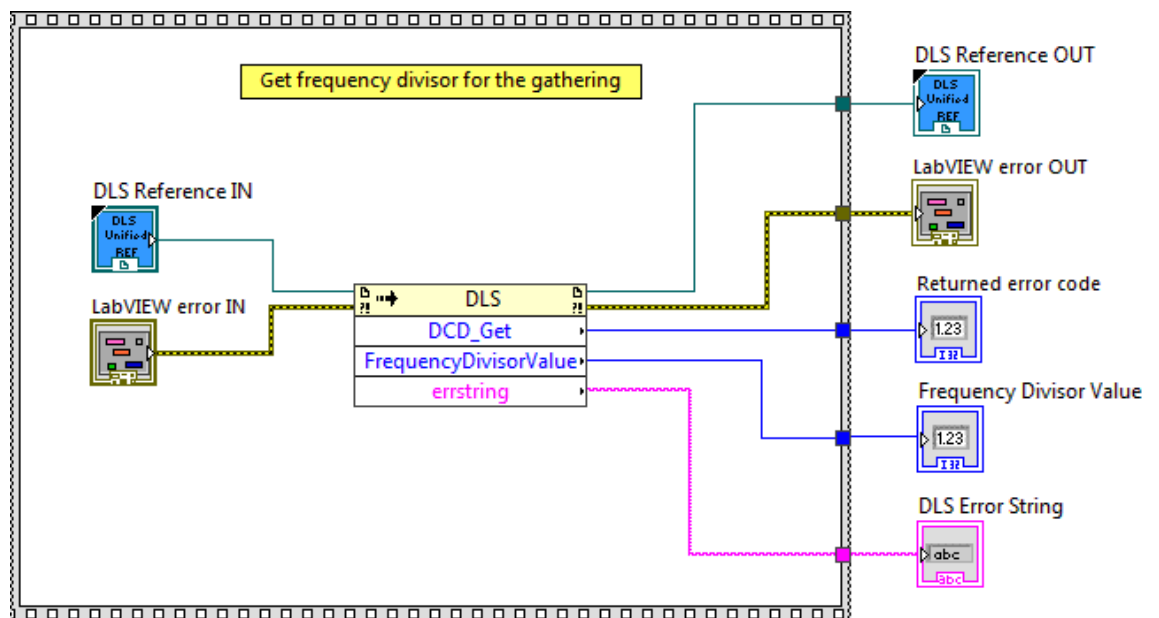 Get frequency divisor for the gathering
DLS Reference IN
DLS
Unified
REF
LabVIEW error IN
?!
DLS
?!
DCD_Get
FrequencyDivisorValue
errstring
DLS Reference OUT
DLS
Unified
REF
LabVIEW error OUT
Returned error code
1.23
I32
Frequency Divisor Value
1.23
I32
DLS Error String
abc
abc